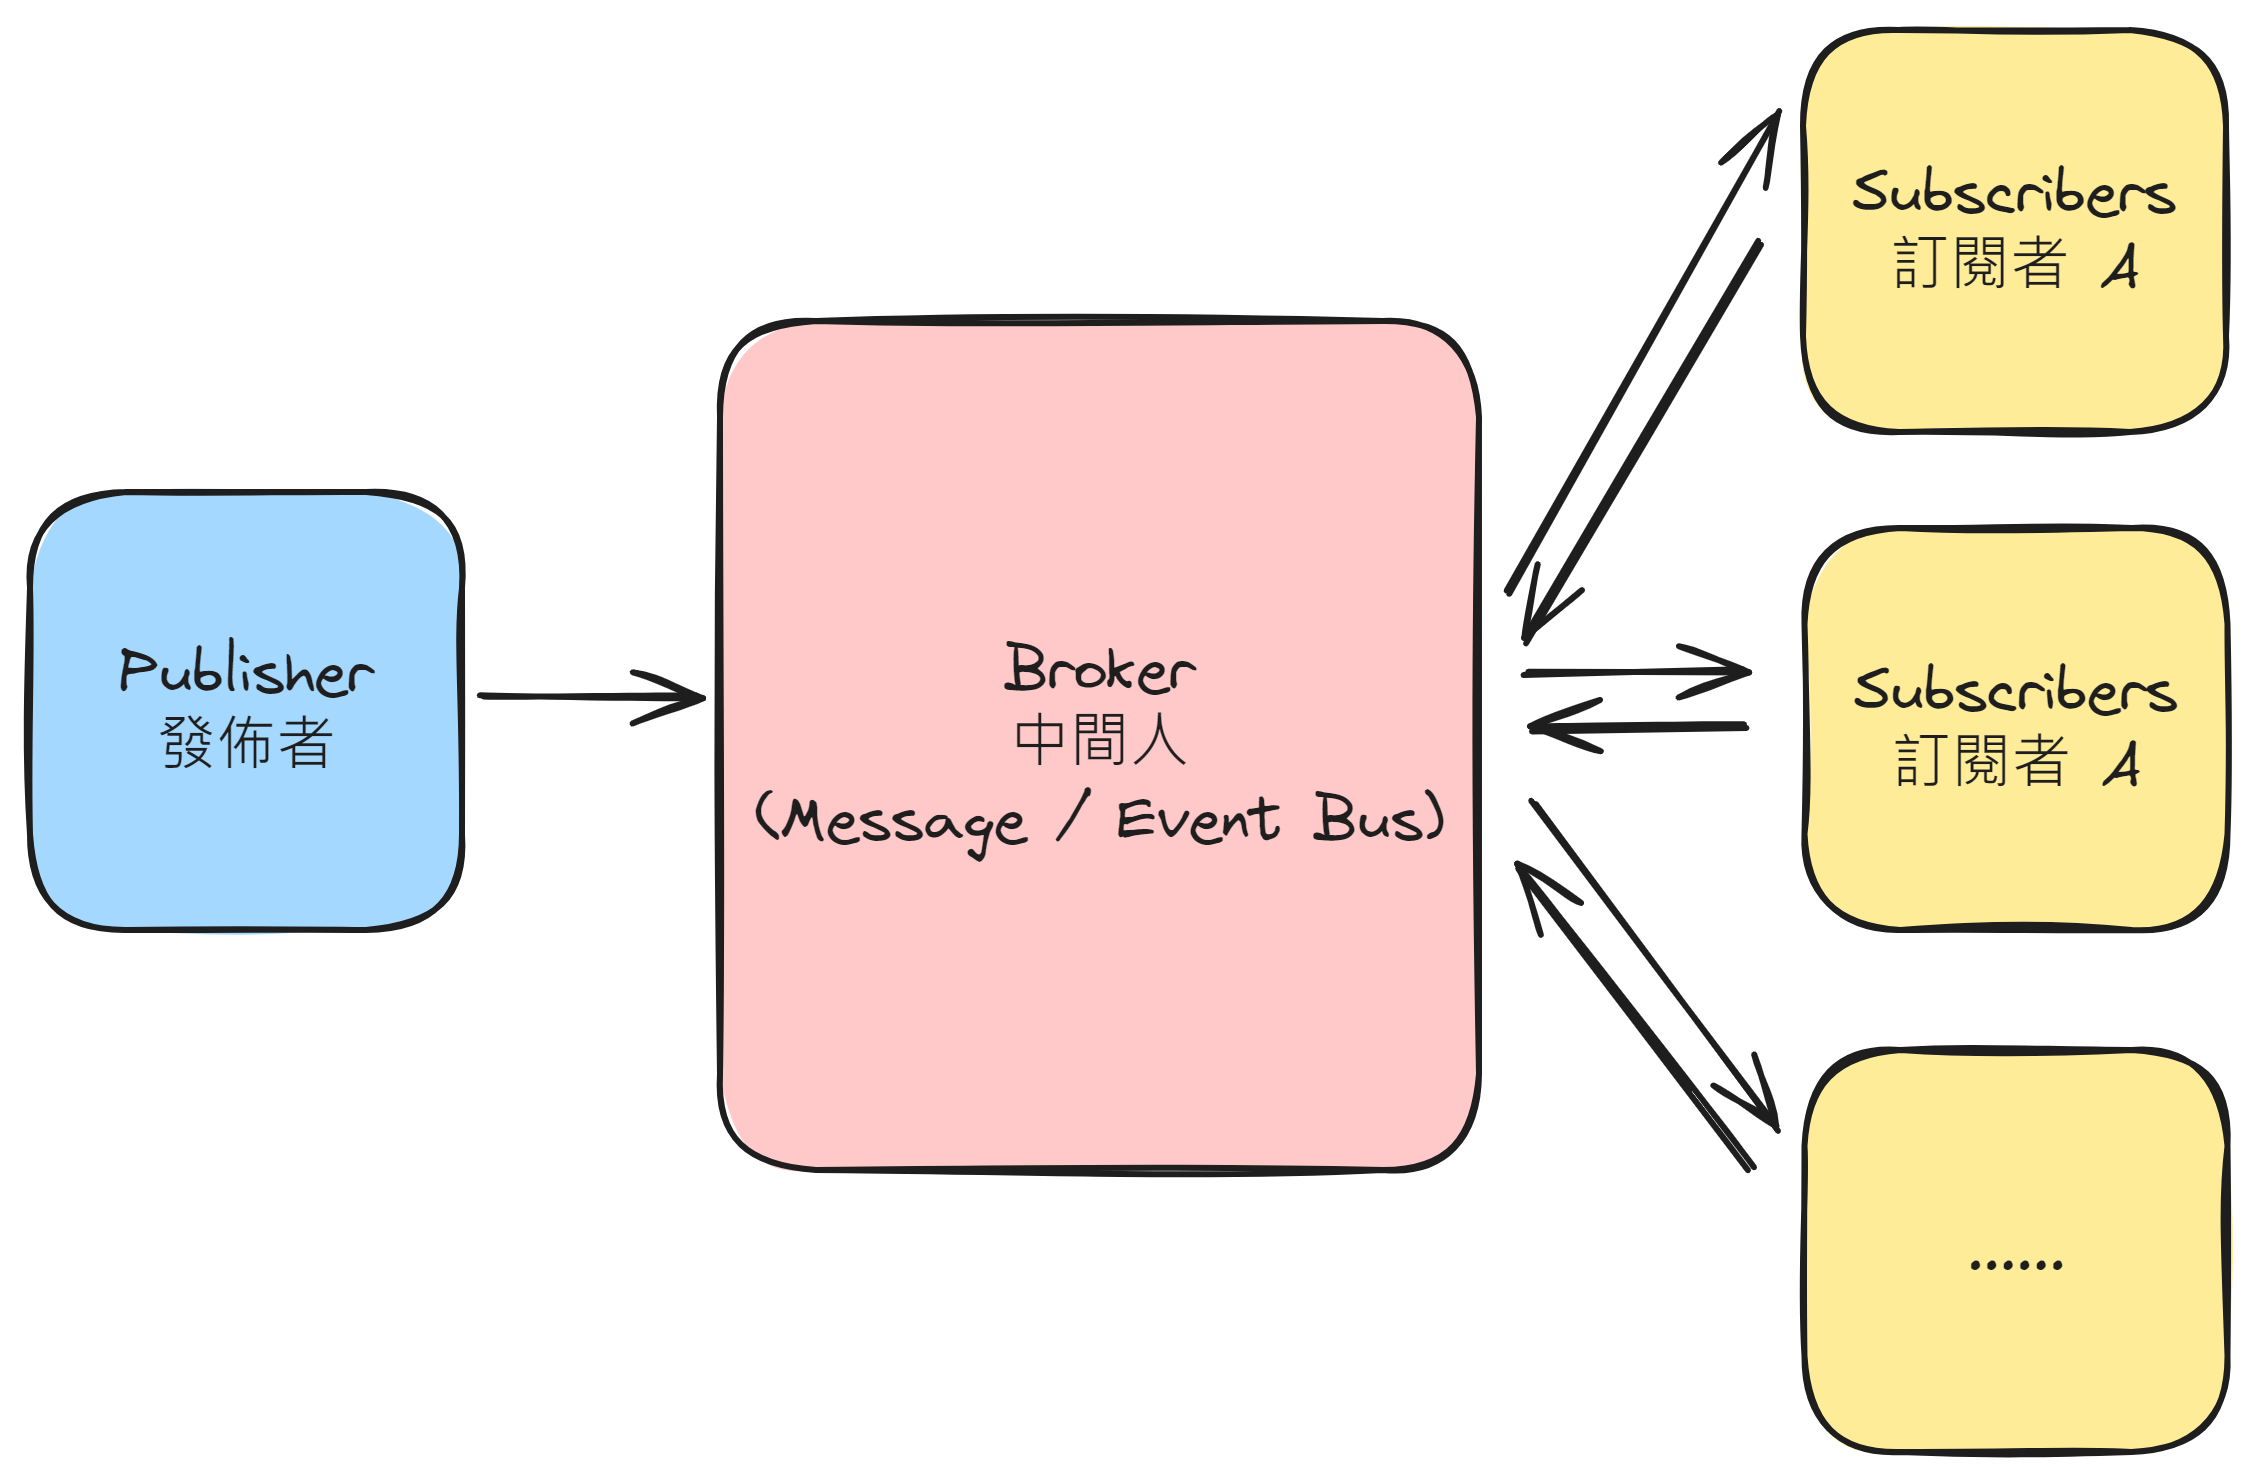 Publisher
發佈者
Broker
中間人
(Message / Event Bus)
Subscribers
訂閱者 A
Subscribers
訂閱者 A
......